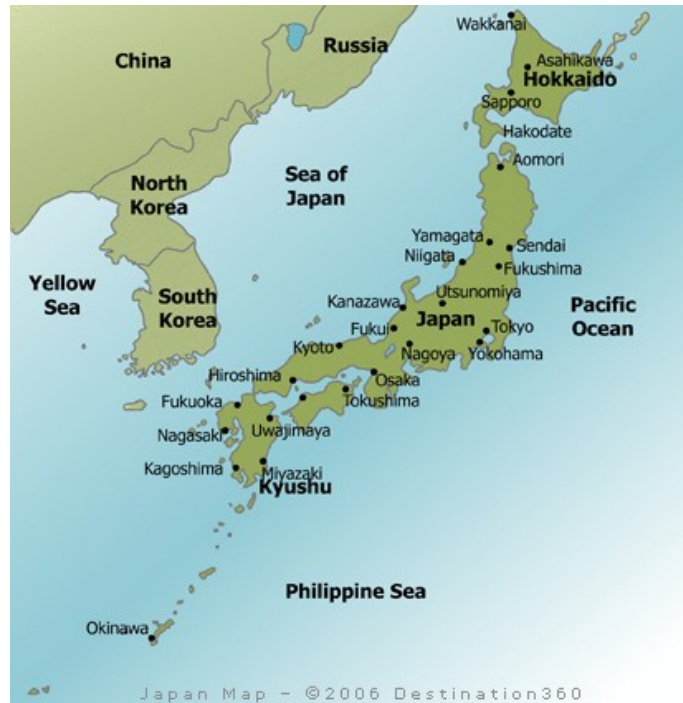 Wakkanai
Russia
China
Asahikawa
Hokkaido
Sapporo
Hakodate
Aomori
Sea of
Japan
North
Korea
Yamagata
Sendai
Niigata
Fukushima
Yellow
Sea
South
Korea
Utsunomiya
Kanazawa
Pacific
Ocean
Japan
Fukui
Tokyo
Kyoto
Nagoya
Yokohama
Hiroshima
Osaka
Fukuoka
Tokushima
Nagasaki
Uwajimaya
Kagoshima
Miyazaki
Kyushu
Philippine Sea
Okinawa
Japan Map - ©2006 Destination360